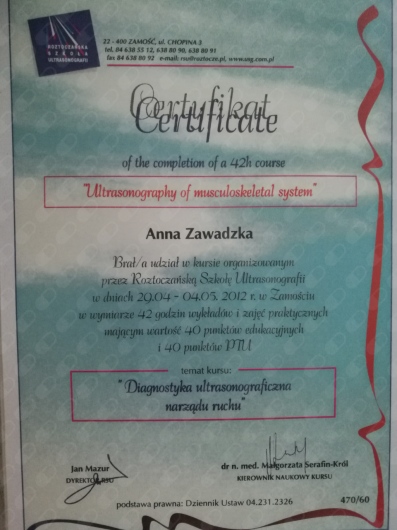 ROZTOCZAŃSKA
SZKOŁA
ULTRASONOGRAFII
22 - 400 ZAMOŚĆ, ul. CHOPINA 3
tel. 04 638 55 12, 638 80 90, 638 80 91
fax 84 638 80 92 e-mail: roz@roztocze.pl, www.usg.com.pl
Certyfikat
Certificate
of the completion of a 42h course
"Ultrasonography of musculoskeletal system"
Anna Zawadzka
Brał/a udział w kursie organizowanym
przez Roztoczańską Szkołę Ultrasonografii
w dniach 29.04 - 04.05. 2012 r. w Zamościu
w wymiarze 42 godzin wykładów i zajęć praktycznych
mającym wartość 40 punktów edukacyjnych
i 40 punktów PTU
temat kursu:
" Diagnostyka ultrasonograficzna
narządu ruchu"
Jan Mazur
DYREKTOR RSU
dr n. med. Małgorzata Serafin-Król
KIEROWNIK NAUKOWY KURSU
podstawa prawna: Dziennik Ustaw 04.231.2326
470/60